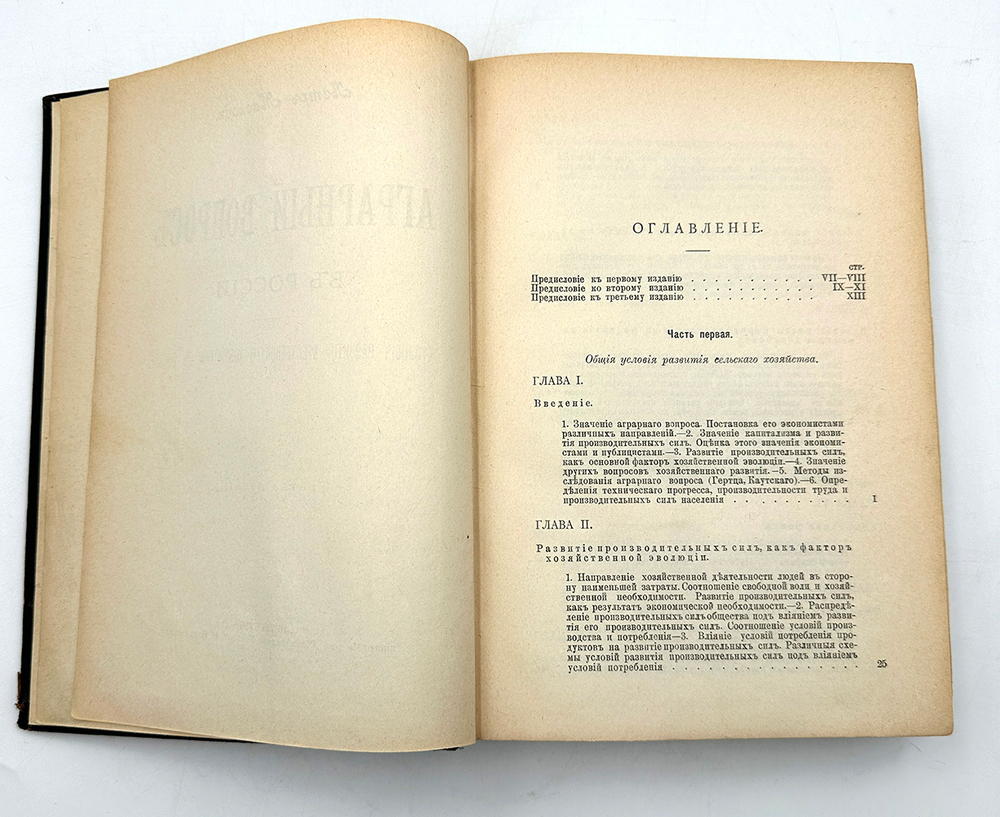 АГРАРНЫЙ ВОПРОСЪ
ВЪ РОССІИ
ОГЛАВЛЕНІЕ.
СТР.
Предисловіе къ первому изданію . . . . . . . . . . . . VII—VIII
Предисловіе ко второму изданію . . . . . . . . . . . . IX—XI
Предисловіе къ третьему изданію . . . . . . . . . . . . XIII
Часть первая.
Общія условія развитія сельскаго хозяйства.
ГЛАВА I.
Введеніе.
1. Значеніе аграрнаго вопроса. Постановка его экономистами
различныхъ направленій.—2. Значеніе капитализма и разви-
тія производительныхъ силъ. Оцѣнка этого значенія экономи-
стами и публицистами.—3. Развитіе производительныхъ силъ,
какъ основной факторъ хозяйственной эволюціи.—4. Значеніе
другихъ вопросовъ хозяйственнаго развитія.—5. Методы из-
слѣдованія аграрнаго вопроса (Гертца, Каутскаго).—6. Опре-
дѣленія техническаго прогресса, производительности труда и
производительныхъ силъ населенія . . . . . . . . . . . I
ГЛАВА II.
Развитіе производительныхъ силъ, какъ факторъ
хозяйственной эволюціи.
1. Направленіе хозяйственной дѣятельности людей въ сторо-
ну наименьшей затраты. Соотношеніе свободной воли и хозяй-
ственной необходимости. Развитіе производительныхъ силъ,
какъ результатъ экономической необходимости.—2. Распредѣ-
леніе производительныхъ силъ общества подъ вліяніемъ разви-
тія его производительныхъ силъ. Соотношеніе условій произ-
водства и потребленія—3. Вліяніе условій потребленія про-
дуктовъ на развитіе производительныхъ силъ. Различныя схе-
мы условій развитія производительныхъ силъ подъ вліяніемъ
условій потребленія . . . . . . . . . . . . . . . . 25